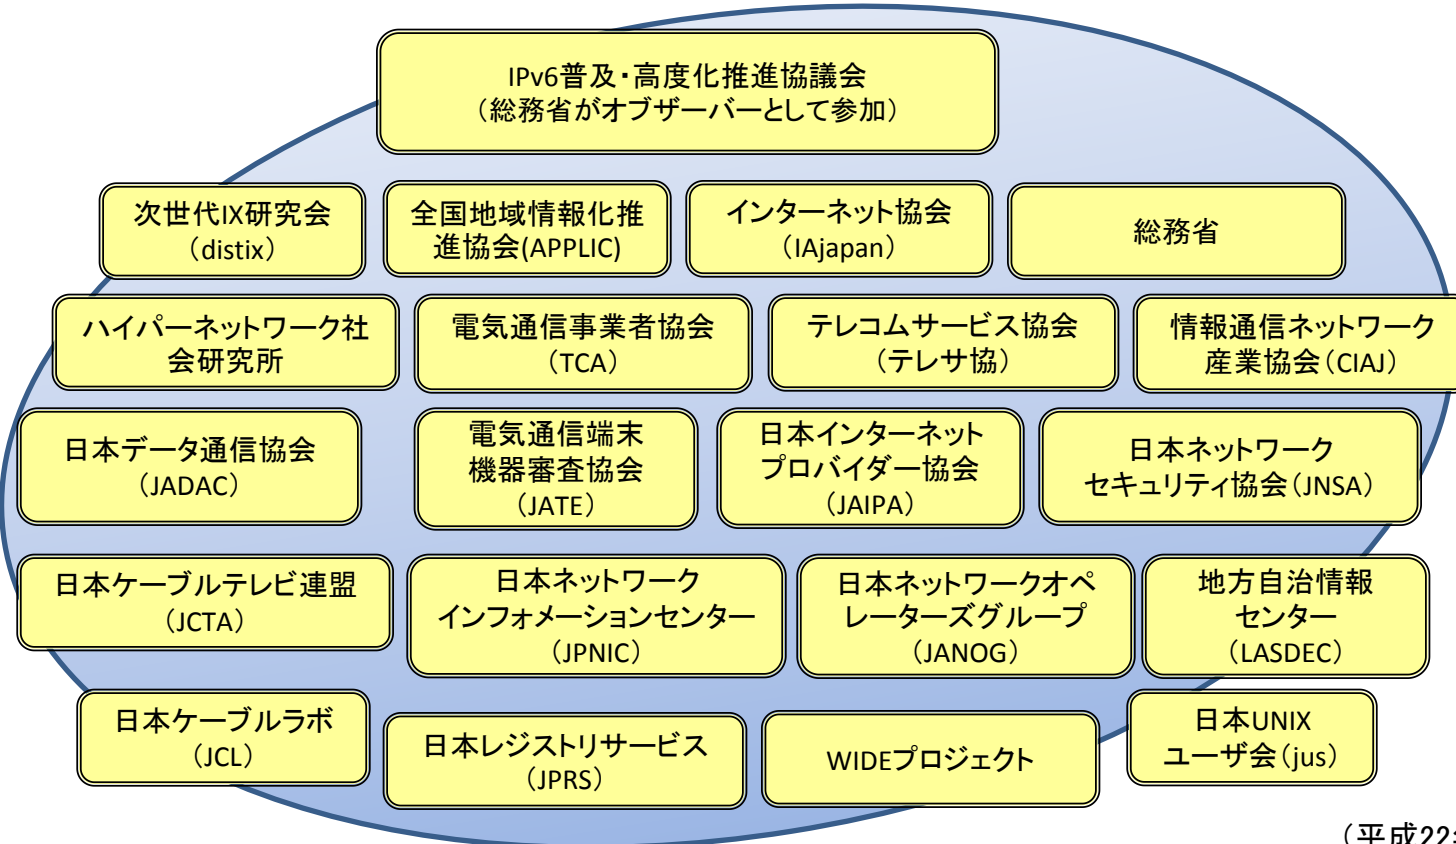 IPv6普及・高度化推進協議会
（総務省がオブザーバーとして参加）
次世代IX研究会
（distix）
全国地域情報化推
進協会(APPLIC)
インターネット協会
（IAjapan）
総務省
ハイパーネットワーク社
会研究所
電気通信事業者協会
（TCA）
テレコムサービス協会
（テレサ協）
情報通信ネットワーク
産業協会（CIAJ）
日本データ通信協会
（JADAC）
電気通信端末
機器審査協会
（JATE）
日本インターネット
プロバイダー協会
（JAIPA）
日本ネットワーク
セキュリティ協会（JNSA）
日本ケーブルテレビ連盟
（JCTA）
日本ネットワーク
インフォメーションセンター
（JPNIC）
日本ネットワークオペ
レーターズグループ
（JANOG）
地方自治情報
センター
（LASDEC）
日本ケーブルラボ
（JCL）
日本レジストリサービス
（JPRS）
WIDEプロジェクト
日本UNIX
ユーザ会（jus）
（平成22